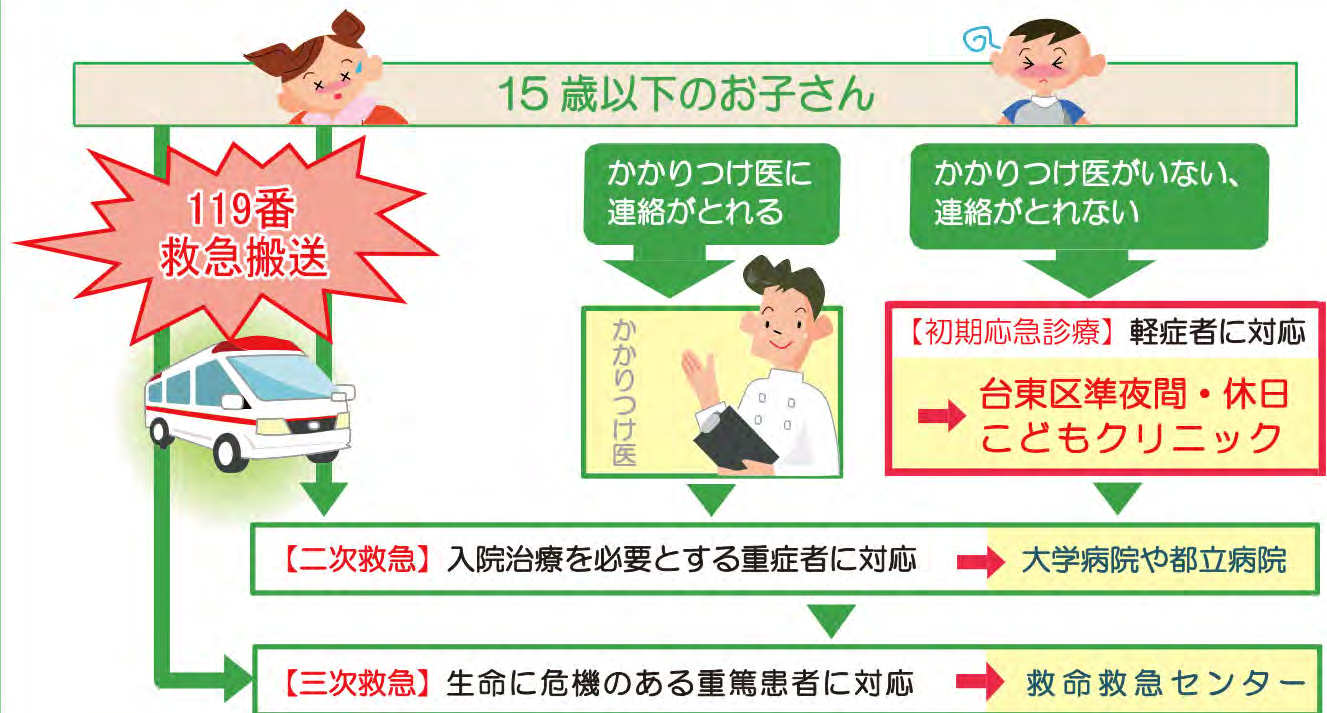 15歳以下のお子さん
119番
救急搬送
かかりつけ医に
連絡がとれる
かかりつけ医がいない、
連絡がとれない
かかりつけ医
【初期応急診療】軽症者に対応
台東区準夜間・休日
こどもクリニック
【二次救急】入院治療を必要とする重症者に対応
大学病院や都立病院
【三次救急】生命に危機のある重篤患者に対応
救命救急センター